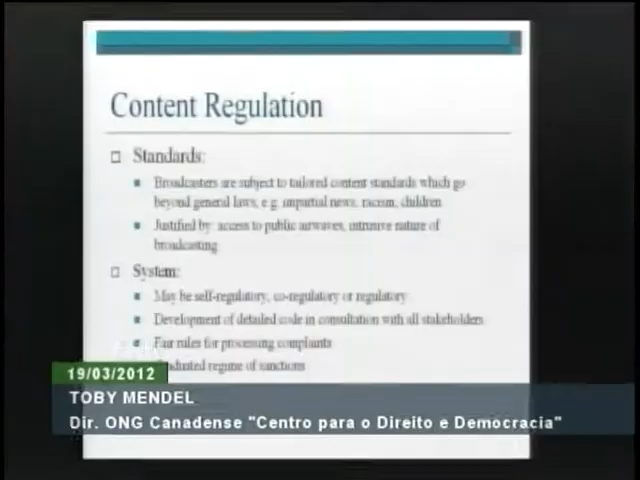 Content Regulation
Standards:
Broadcasters are subject to tailored content standards which go
beyond general laws, e.g. impartial news, racism, children
Justified by: access to public airwaves, intrusive nature of
broadcasting
System:
May be self-regulatory, co-regulatory or regulatory
Development of detailed code in consultation with all stakeholders
Fair rules for processing complaints
regime of sanctions
19/03/2012
TOBY MENDEL
Dir. ONG Canadense "Centro para o Direito e Democracia"